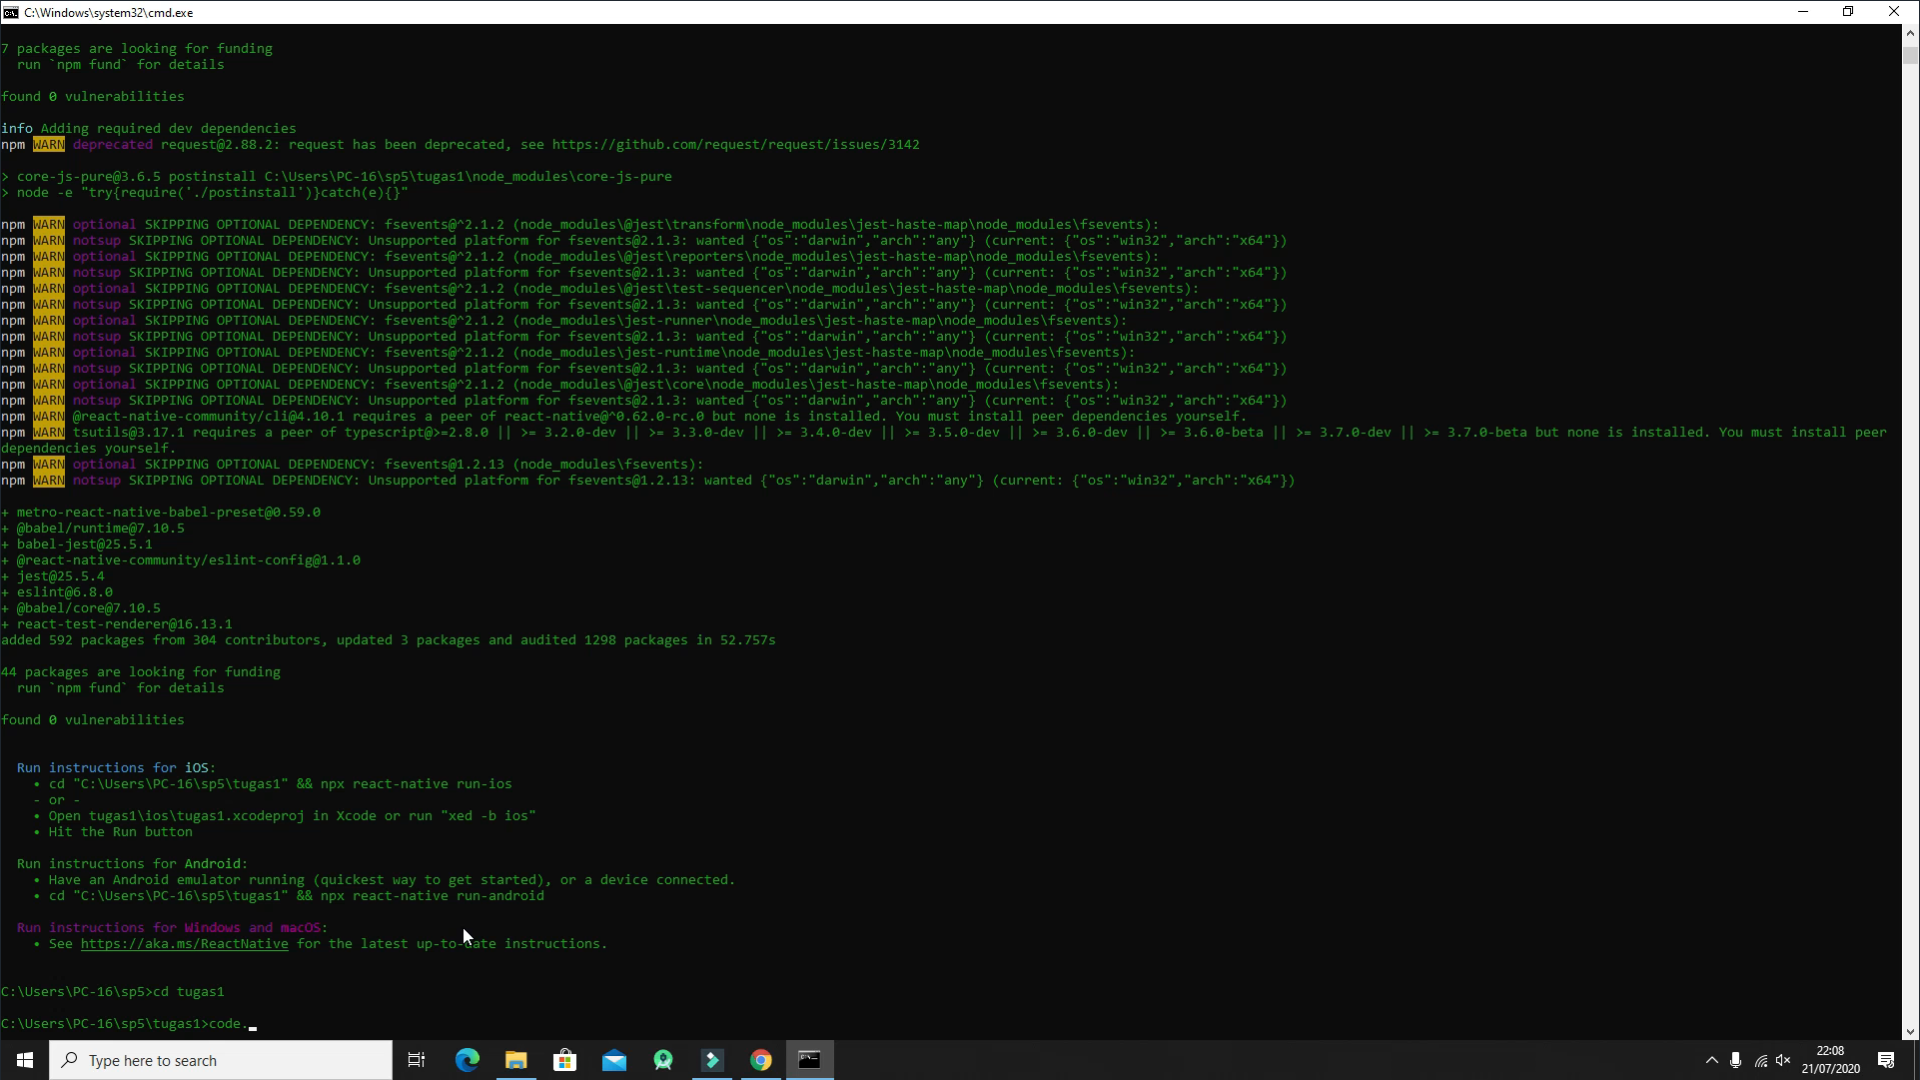 C:\Windows\system32\cmd.exe
7 packages are looking for funding
run `npm fund` for details
found 0 vulnerabilities
info Adding required dev dependencies
npm WARN deprecated request@2.88.2: request has been deprecated, see https://github.com/request/request/issues/3142
> core-js-pure@3.6.5 postinstall C:\Users\PC-16\sp5\tugas1\node_modules\core-js-pure
> node -e "try{require('./postinstall')}catch(e){}"
npm WARN optional SKIPPING OPTIONAL DEPENDENCY: fsevents@^2.1.2 (node_modules\@jest\transform\node_modules\jest-haste-map\node_modules\fsevents):
npm WARN notsup SKIPPING OPTIONAL DEPENDENCY: Unsupported platform for fsevents@2.1.3: wanted {"os":"darwin","arch":"any"} (current: {"os":"win32","arch":"x64"})
npm WARN optional SKIPPING OPTIONAL DEPENDENCY: fsevents@^2.1.2 (node_modules\@jest\reporters\node_modules\jest-haste-map\node_modules\fsevents):
npm WARN notsup SKIPPING OPTIONAL DEPENDENCY: Unsupported platform for fsevents@2.1.3: wanted {"os":"darwin","arch":"any"} (current: {"os":"win32","arch":"x64"})
npm WARN optional SKIPPING OPTIONAL DEPENDENCY: fsevents@^2.1.2 (node_modules\@jest\test-sequencer\node_modules\jest-haste-map\node_modules\fsevents):
npm WARN notsup SKIPPING OPTIONAL DEPENDENCY: Unsupported platform for fsevents@2.1.3: wanted {"os":"darwin","arch":"any"} (current: {"os":"win32","arch":"x64"})
npm WARN optional SKIPPING OPTIONAL DEPENDENCY: fsevents@^2.1.2 (node_modules\jest-runner\node_modules\jest-haste-map\node_modules\fsevents):
npm WARN notsup SKIPPING OPTIONAL DEPENDENCY: Unsupported platform for fsevents@2.1.3: wanted {"os":"darwin","arch":"any"} (current: {"os":"win32","arch":"x64"})
npm WARN optional SKIPPING OPTIONAL DEPENDENCY: fsevents@^2.1.2 (node_modules\jest-runtime\node_modules\jest-haste-map\node_modules\fsevents):
npm WARN notsup SKIPPING OPTIONAL DEPENDENCY: Unsupported platform for fsevents@2.1.3: wanted {"os":"darwin","arch":"any"} (current: {"os":"win32","arch":"x64"})
npm WARN optional SKIPPING OPTIONAL DEPENDENCY: fsevents@^2.1.2 (node_modules\@jest\core\node_modules\jest-haste-map\node_modules\fsevents):
npm WARN notsup SKIPPING OPTIONAL DEPENDENCY: Unsupported platform for fsevents@2.1.3: wanted {"os":"darwin","arch":"any"} (current: {"os":"win32","arch":"x64"})
npm WARN @react-native-community/cli@4.10.1 requires a peer of react-native@^0.62.0-rc.0 but none is installed. You must install peer dependencies yourself.
npm WARN tsutils@3.17.1 requires a peer of typescript@>=2.8.0 || >= 3.2.0-dev || >= 3.3.0-dev || >= 3.4.0-dev || >= 3.5.0-dev || >= 3.6.0-dev || >= 3.6.0-beta || >= 3.7.0-dev || >= 3.7.0-beta but none is installed. You must install peer
dependencies yourself.
npm WARN optional SKIPPING OPTIONAL DEPENDENCY: fsevents@1.2.13 (node_modules\fsevents):
npm WARN notsup SKIPPING OPTIONAL DEPENDENCY: Unsupported platform for fsevents@1.2.13: wanted {"os":"darwin","arch":"any"} (current: {"os":"win32","arch":"x64"})
+ metro-react-native-babel-preset@0.59.0
+ @babel/runtime@7.10.5
+ babel-jest@25.5.1
+ @react-native-community/eslint-config@1.1.0
+ jest@25.5.4
+ eslint@6.8.0
+ @babel/core@7.10.5
+ react-test-renderer@16.13.1
added 592 packages from 304 contributors, updated 3 packages and audited 1298 packages in 52.757s
44 packages are looking for funding
run `npm fund` for details
found 0 vulnerabilities
Run instructions for iOS:
• cd "C:\Users\PC-16\sp5\tugas1" && npx react-native run-ios
- or -
• Open tugas1\ios\tugas1.xcodeproj in Xcode or run "xed -b ios"
• Hit the Run button
Run instructions for Android:
• Have an Android emulator running (quickest way to get started), or a device connected.
• cd "C:\Users\PC-16\sp5\tugas1" && npx react-native run-android
Run instructions for Windows and macOS:
• See https://aka.ms/ReactNative for the latest up-to-date instructions.
C:\Users\PC-16\sp5>cd tugas1
C:\Users\PC-16\sp5\tugas1>code.
Type here to search
22:08
21/07/2020